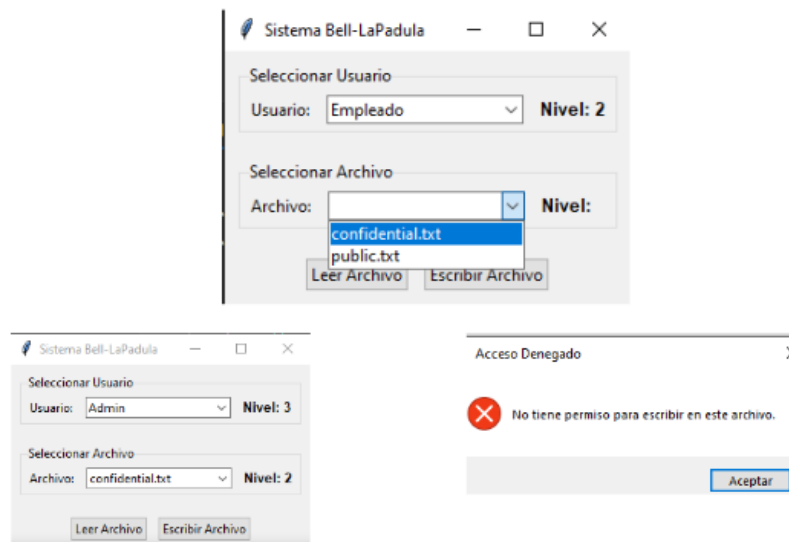 Sistema Bell-LaPadula
Seleccionar Usuario
Usuario: Empleado Nivel: 2
Seleccionar Archivo
Archivo: Nivel:
confidential.txt
public.txt
Leer Archivo Escribir Archivo
Sistema Bell-LaPadula
Seleccionar Usuario
Usuario: Admin Nivel: 3
Seleccionar Archivo
Archivo: confidential.txt Nivel: 2
Leer Archivo Escribir Archivo
Acceso Denegado
No tiene permiso para escribir en este archivo.
Aceptar